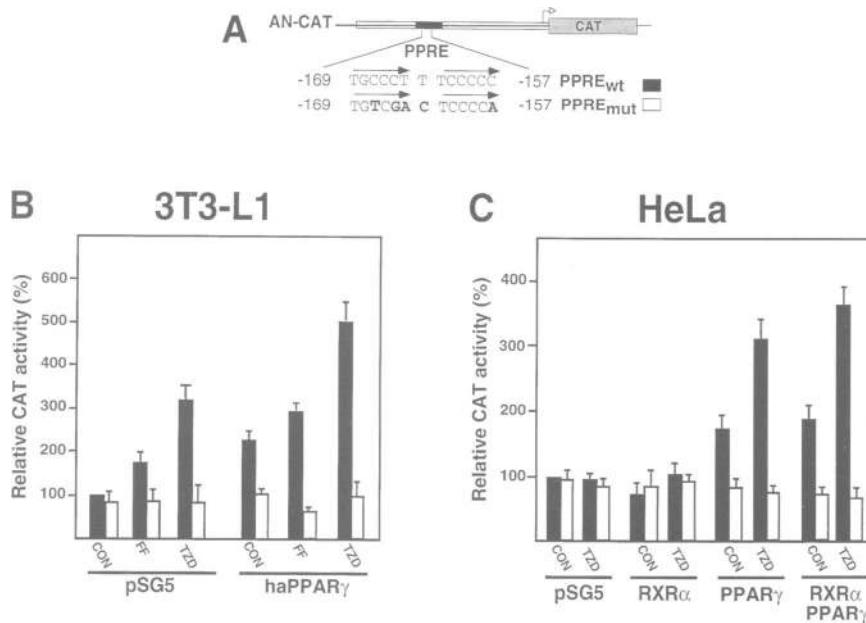 A
AN-CAT
CAT
PPRE
-169 TGCCCT T TCCCCC -157 PPREwt
-169 TGTCGA C TCCCCA -157 PPREmut
B
3T3-L1
Relative CAT activity (%)
600
500
400
300
200
100
CON FF TZD CON FF TZD
pSG5 haPPARγ
C
HeLa
Relative CAT activity (%)
400
300
200
100
CON TZD CON TZD CON TZD CON TZD
pSG5 RXRα PPARγ RXRα
PPARγ